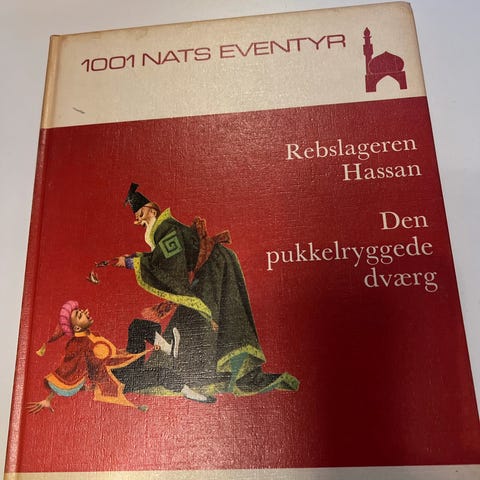 1001 NATS EVENTYR
Rebslageren
Hassan
Den
pukkelryggede
dværg